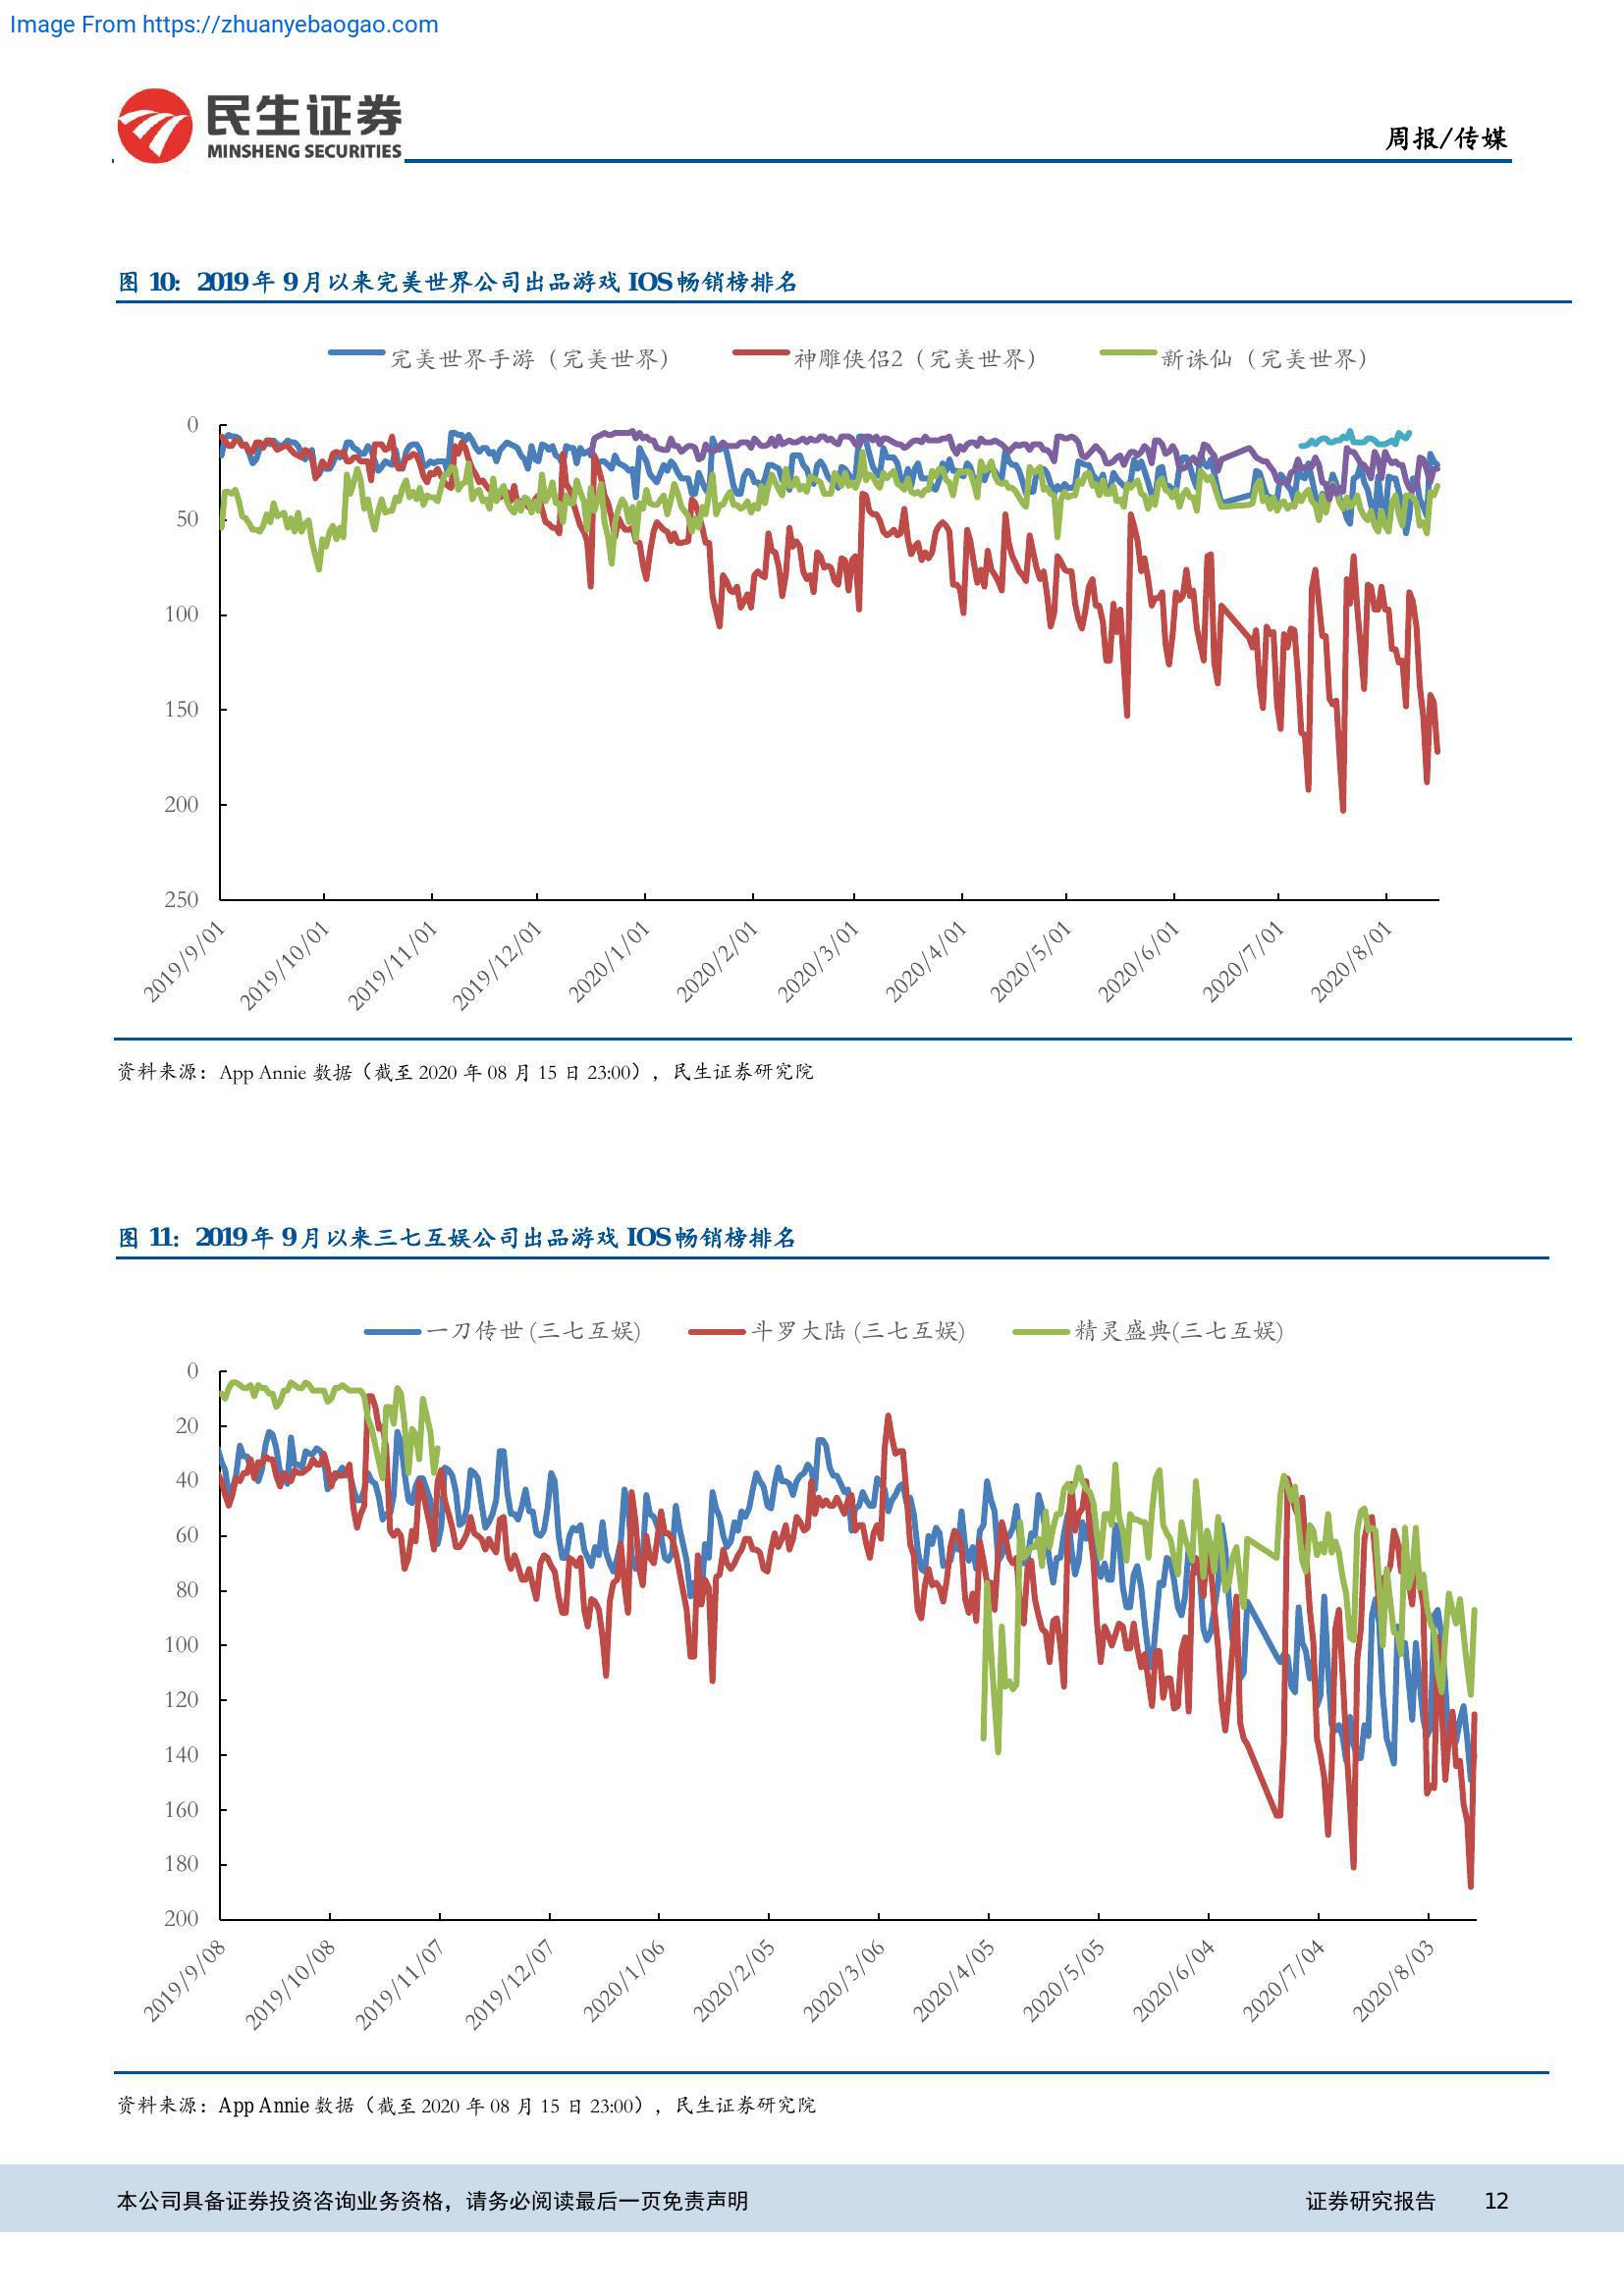 Image From https://zhuanyebaogao.com
民生证券
MINSHENG SECURITIES
周报/传媒
图 10: 2019年 9月以来完美世界公司出品游戏 IOS畅销榜排名
完美世界手游（完美世界）
神雕侠侣2（完美世界）
新诛仙（完美世界）
0
50
100
150
200
250
2019/9/01
2019/10/01
2019/11/01
2019/12/01
2020/1/01
2020/2/01
2020/3/01
2020/4/01
2020/5/01
2020/6/01
2020/7/01
2020/8/01
资料来源：App Annie 数据（截至 2020 年 08 月 15 日 23:00），民生证券研究院
图 11: 2019年 9月以来三七互娱公司出品游戏 IOS畅销榜排名
一刀传世 (三七互娱)
斗罗大陆 (三七互娱)
精灵盛典(三七互娱)
0
20
40
60
80
100
120
140
160
180
200
2019/9/08
2019/10/08
2019/11/07
2019/12/07
2020/1/06
2020/2/05
2020/3/06
2020/4/05
2020/5/05
2020/6/04
2020/7/04
2020/8/03
资料来源：App Annie 数据（截至 2020 年 08 月 15 日 23:00），民生证券研究院
本公司具备证券投资咨询业务资格，请务必阅读最后一页免责声明
证券研究报告 12